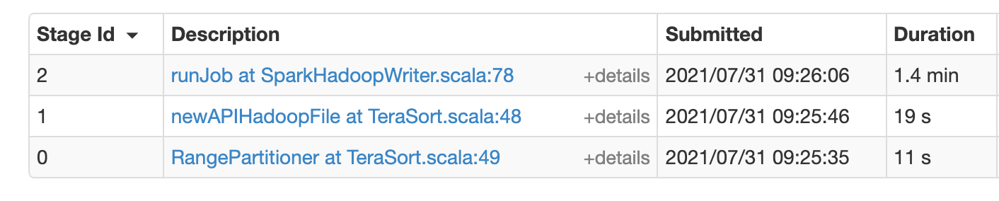 Stage Id Description Submitted Duration
2 runJob at SparkHadoopWriter.scala:78 +details 2021/07/31 09:26:06 1.4 min
1 newAPIHadoopFile at TeraSort.scala:48 +details 2021/07/31 09:25:46 19 s
0 RangePartitioner at TeraSort.scala:49 +details 2021/07/31 09:25:35 11 s